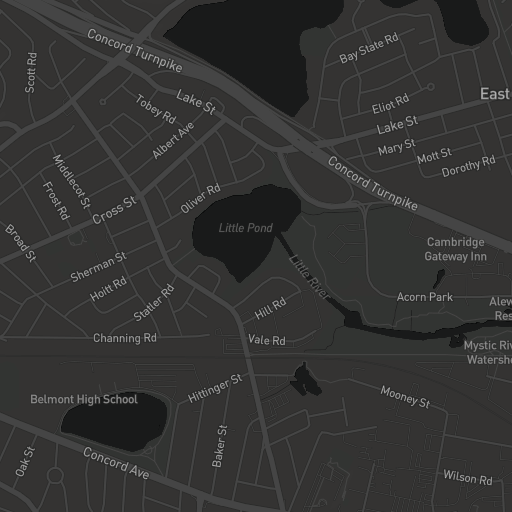 Concord Turnpike
Bay State Rd
Scott Rd
East
Lake St
Tobey Rd
Eliot Rd
Lake St
Albert Ave
Mary St
Mott St
Dorothy Rd
Middlecot St
Concord Turnpike
Frost Rd
Oliver Rd
Cross St
Little Pond
Broad St
Cambridge
Gateway Inn
Sherman St
Little River
Hoitt Rd
Statler Rd
Acorn Park
Hill Rd
Channing Rd
Vale Rd
Hittinger St
Mooney St
Belmont High School
Baker St
Oak St
Concord Ave
Wilson Rd